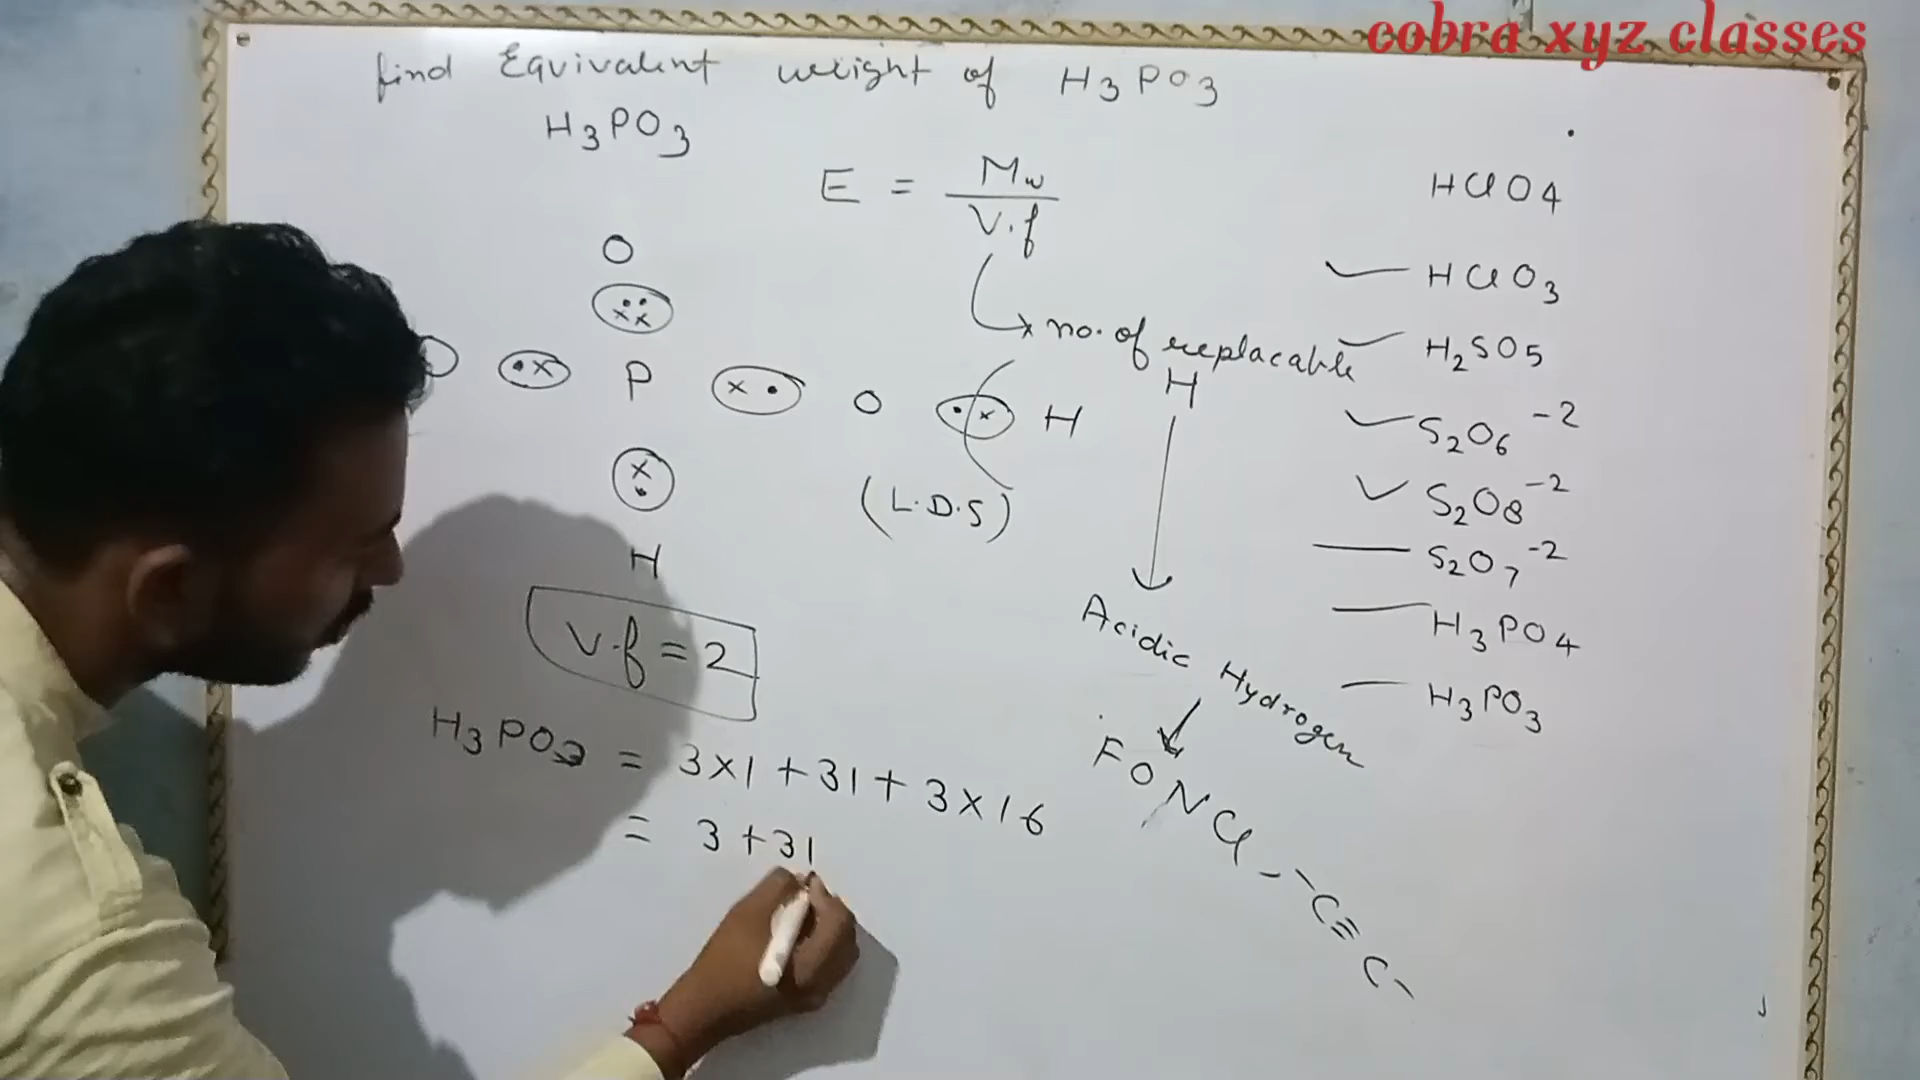 cobra xyz classes
find Equivalent weight of H3PO3
H3PO3
E = Mw / V.f
no. of replacable
H
Acidic Hydrogen
F O N Cl - - C ≡ C -
O
O •x P x • O • x H
x
•
H
(L.D.S)
V.f = 2
H3PO3 = 3×1 + 31 + 3×16
= 3 + 31
HClO4
HClO3
H2SO5
S2O6 -2
S2O8 -2
S2O7 -2
H3PO4
H3PO3